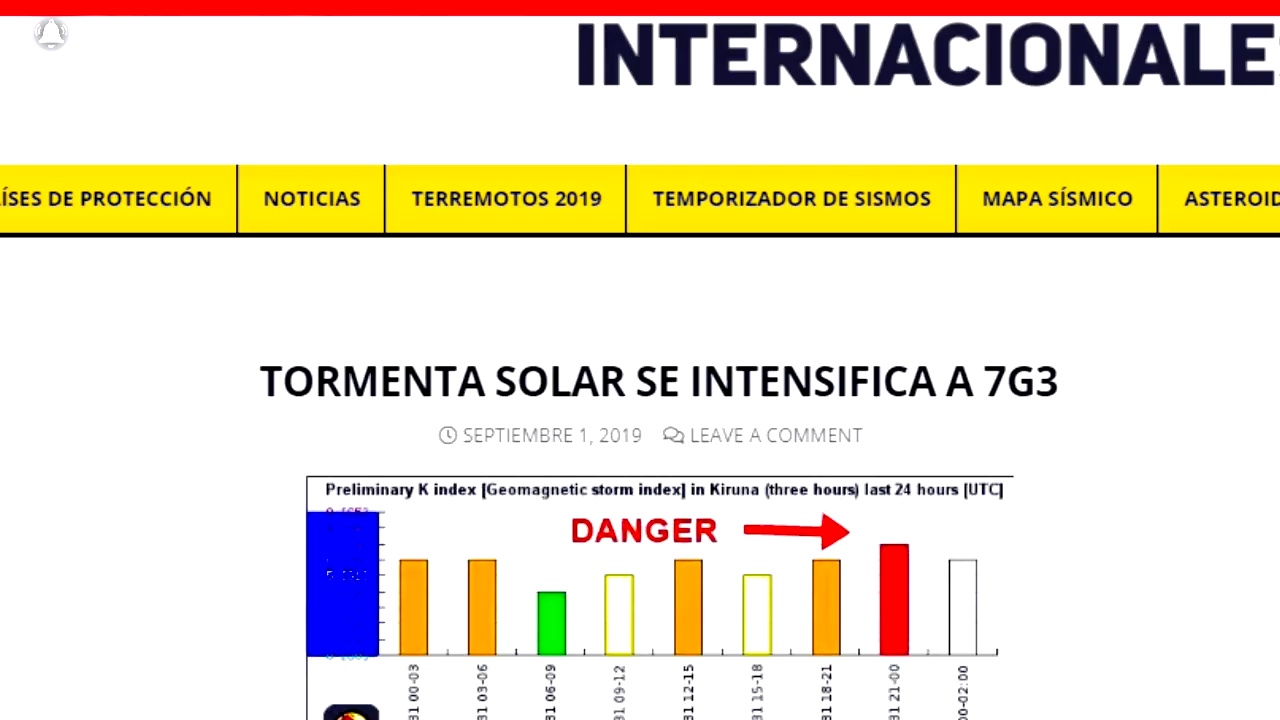 INTERNACIONALES
ÍSES DE PROTECCIÓN NOTICIAS TERREMOTOS 2019 TEMPORIZADOR DE SISMOS MAPA SÍSMICO ASTEROID
TORMENTA SOLAR SE INTENSIFICA A 7G3
SEPTIEMBRE 1, 2019 LEAVE A COMMENT
Preliminary K index [Geomagnetic storm index] in Kiruna (three hours) last 24 hours [UTC]
DANGER
31 00-03
31 03-06
31 06-09
31 09-12
31 12-15
31 15-18
31 18-21
31 21-00
00-02:00